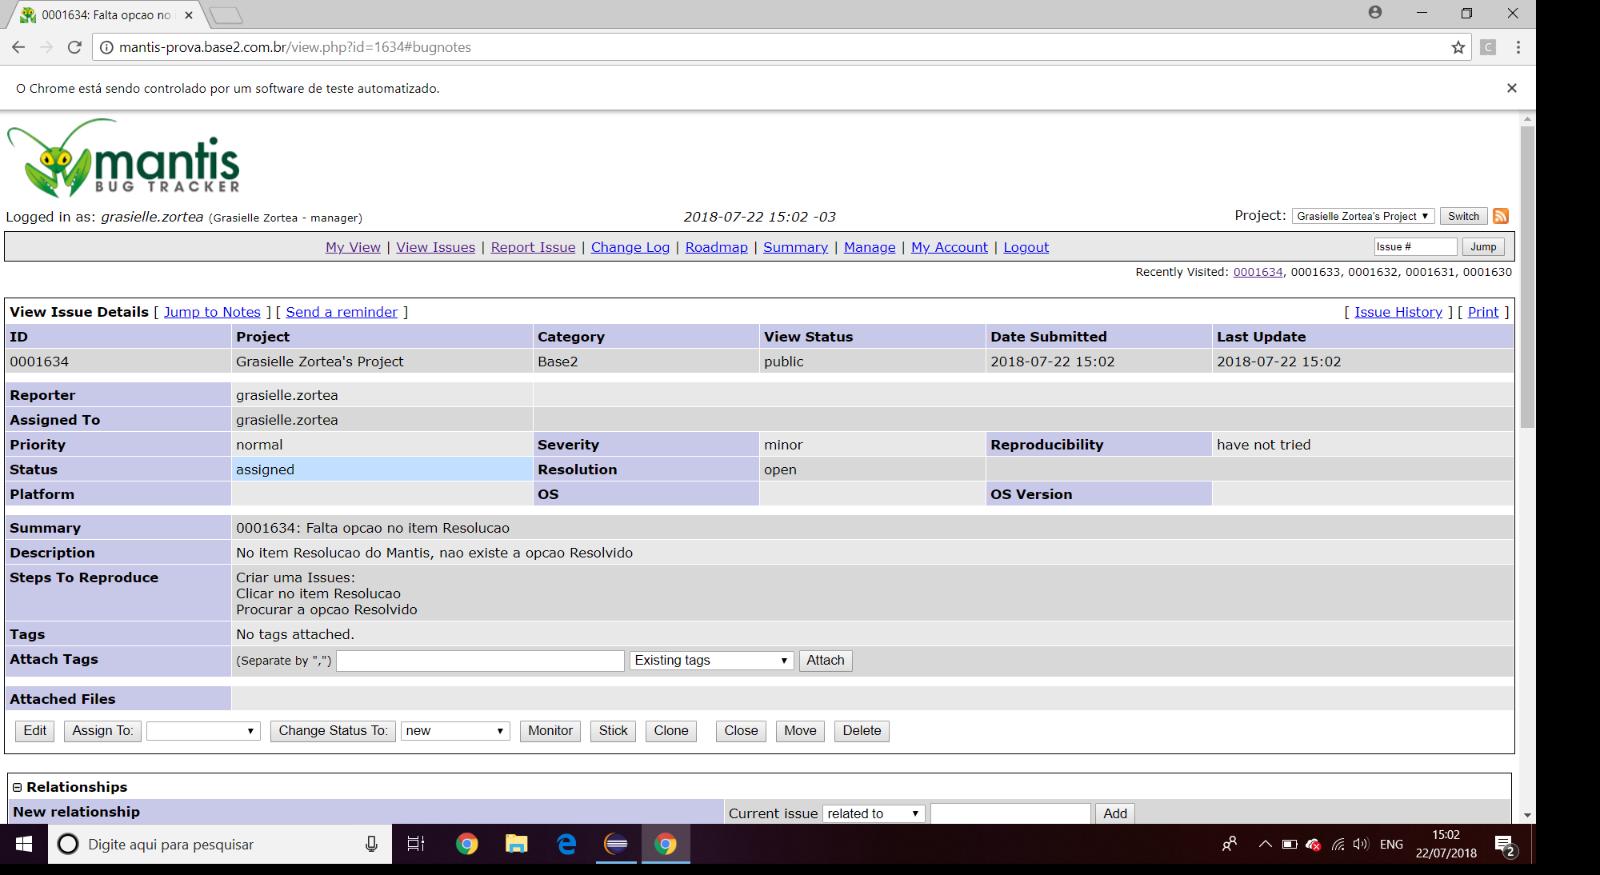 0001634: Falta opcao no
mantis-prova.base2.com.br/view.php?id=1634#bugnotes
O Chrome está sendo controlado por um software de teste automatizado.
mantis
BUG TRACKER
Logged in as: grasielle.zortea (Grasielle Zortea - manager) 2018-07-22 15:02 -03 Project: Grasielle Zortea's Project Switch
My View | View Issues | Report Issue | Change Log | Roadmap | Summary | Manage | My Account | Logout Issue # Jump
Recently Visited: 0001634, 0001633, 0001632, 0001631, 0001630
View Issue Details [ Jump to Notes ] [ Send a reminder ] [ Issue History ] [ Print ]
ID Project Category View Status Date Submitted Last Update
0001634 Grasielle Zortea's Project Base2 public 2018-07-22 15:02 2018-07-22 15:02
Reporter grasielle.zortea
Assigned To grasielle.zortea
Priority normal Severity minor Reproducibility have not tried
Status assigned Resolution open
Platform OS OS Version
Summary 0001634: Falta opcao no item Resolucao
Description No item Resolucao do Mantis, nao existe a opcao Resolvido
Steps To Reproduce Criar uma Issues:
Clicar no item Resolucao
Procurar a opcao Resolvido
Tags No tags attached.
Attach Tags (Separate by ",") Existing tags Attach
Attached Files
Edit Assign To: Change Status To: new Monitor Stick Clone Close Move Delete
Relationships
New relationship Current issue related to Add
Digite aqui para pesquisar ENG 15:02
22/07/2018 2